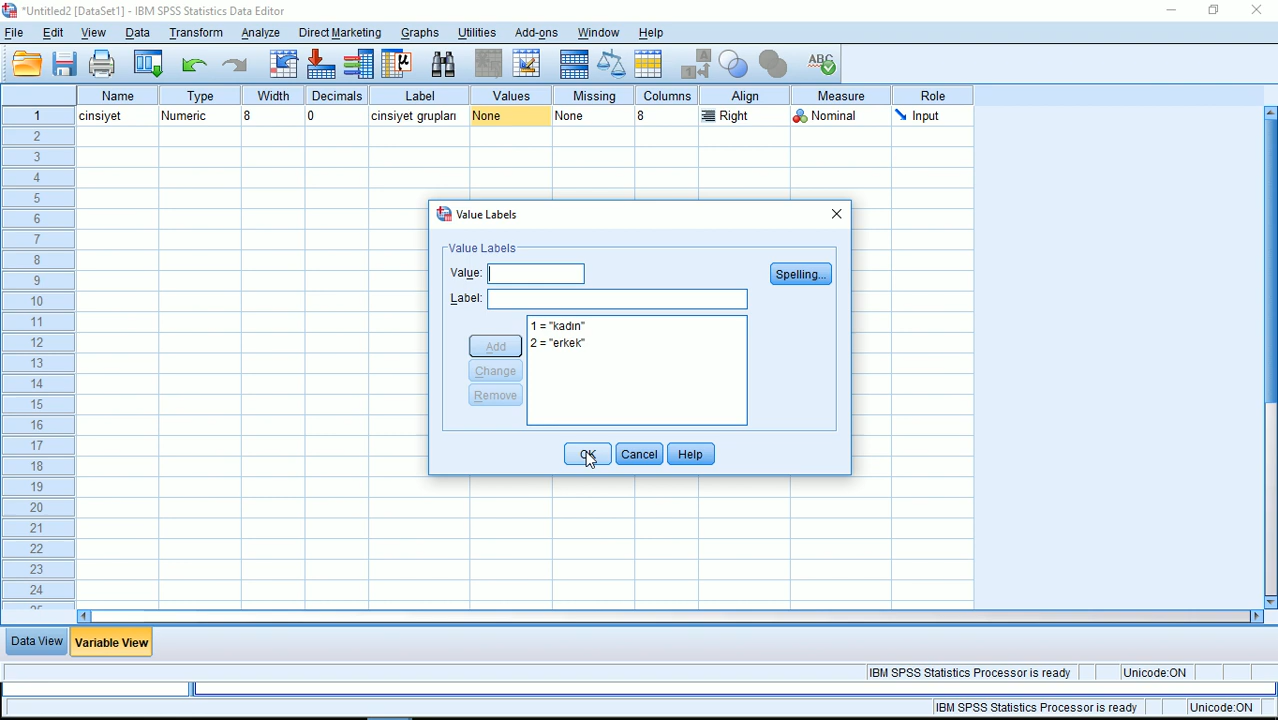 *Untitled2 [DataSet1] - IBM SPSS Statistics Data Editor
File Edit View Data Transform Analyze Direct Marketing Graphs Utilities Add-ons Window Help
Name Type Width Decimals Label Values Missing Columns Align Measure Role
1 cinsiyet Numeric 8 0 cinsiyet grupları None None 8 Right Nominal Input
2
3
4
5
6
7
8
9
10
11
12
13
14
15
16
17
18
19
20
21
22
23
24
25
Value Labels
Value Labels
Value:
Spelling...
Label:
1 = "kadın"
2 = "erkek"
Add
Change
Remove
OK Cancel Help
Data View Variable View
IBM SPSS Statistics Processor is ready Unicode:ON
IBM SPSS Statistics Processor is ready Unicode:ON